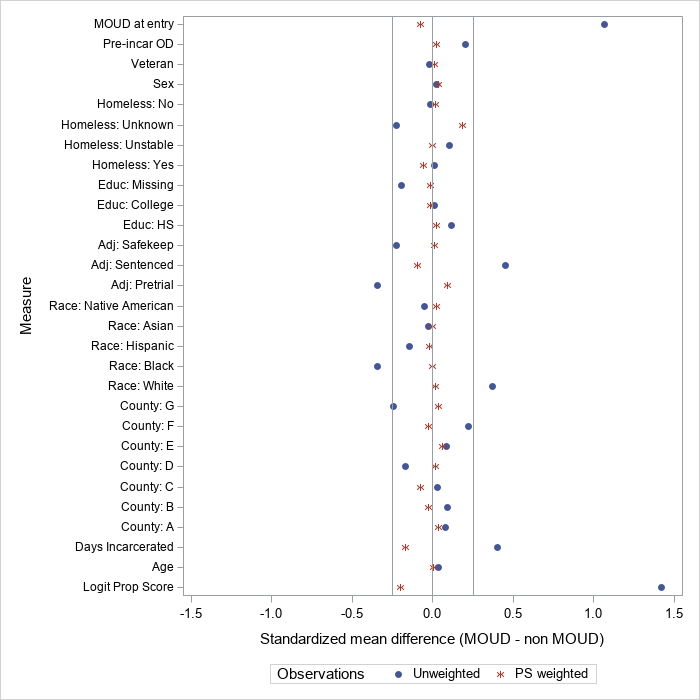 MOUD at entry
Pre-incar OD
Veteran
Sex
Homeless: No
Homeless: Unknown
Homeless: Unstable
Homeless: Yes
Educ: Missing
Educ: College
Educ: HS
Adj: Safekeep
Adj: Sentenced
Adj: Pretrial
Race: Native American
Race: Asian
Race: Hispanic
Race: Black
Race: White
County: G
County: F
County: E
County: D
County: C
County: B
County: A
Days Incarcerated
Age
Logit Prop Score
Measure
-1.5 -1.0 -0.5 0.0 0.5 1.0 1.5
Standardized mean difference (MOUD - non MOUD)
Observations Unweighted PS weighted